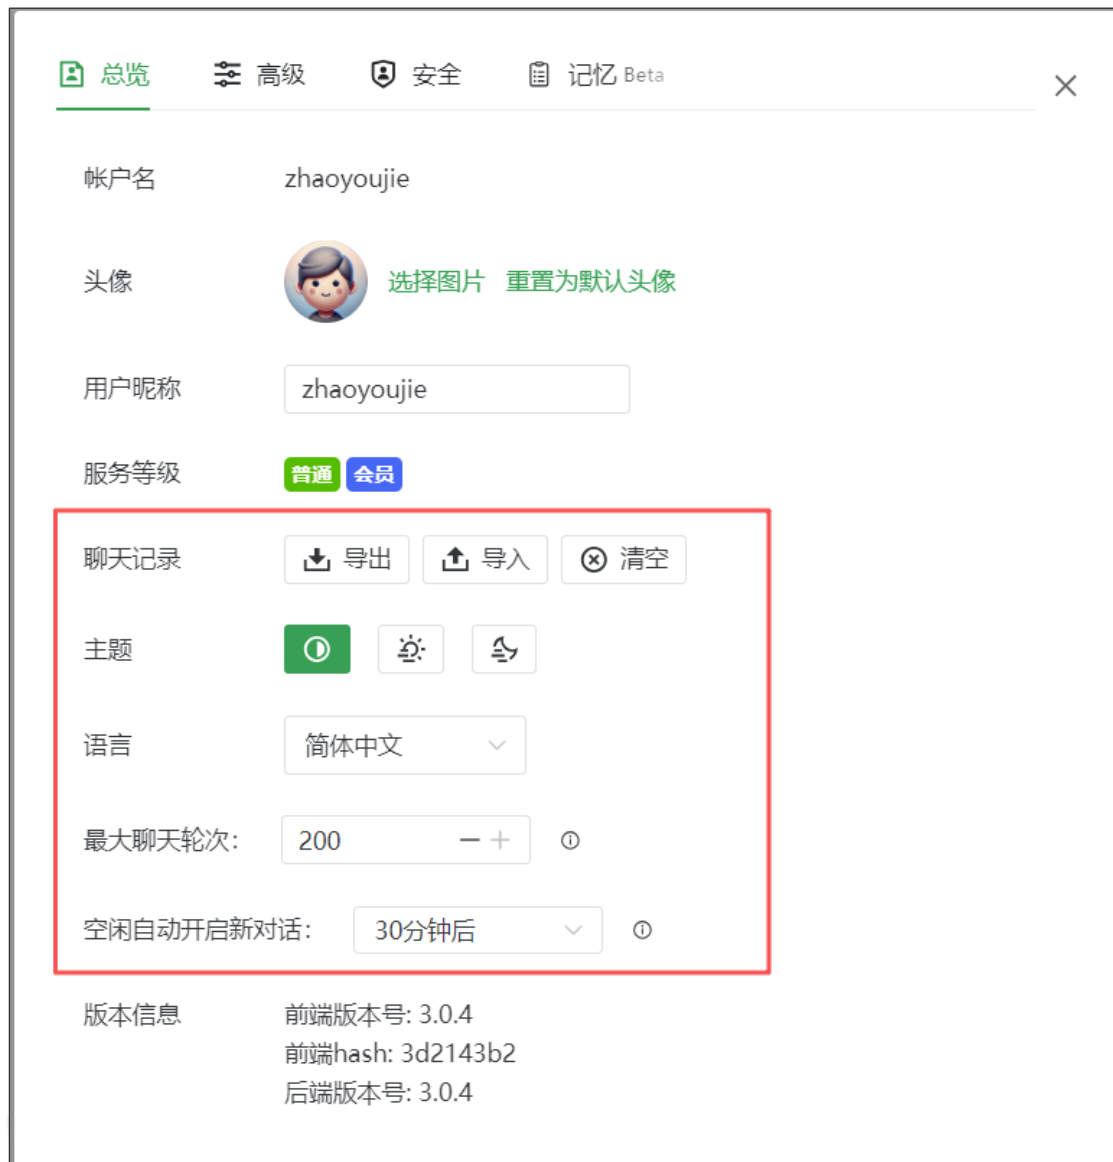 总览 高级 安全 记忆 Beta
帐户名 zhaoyoujie
头像 选择图片 重置为默认头像
用户昵称 zhaoyoujie
服务等级 普通 会员
聊天记录 导出 导入 清空
主题
语言 简体中文
最大聊天轮次: 200
空闲自动开启新对话: 30分钟后
版本信息 前端版本号: 3.0.4
前端hash: 3d2143b2
后端版本号: 3.0.4